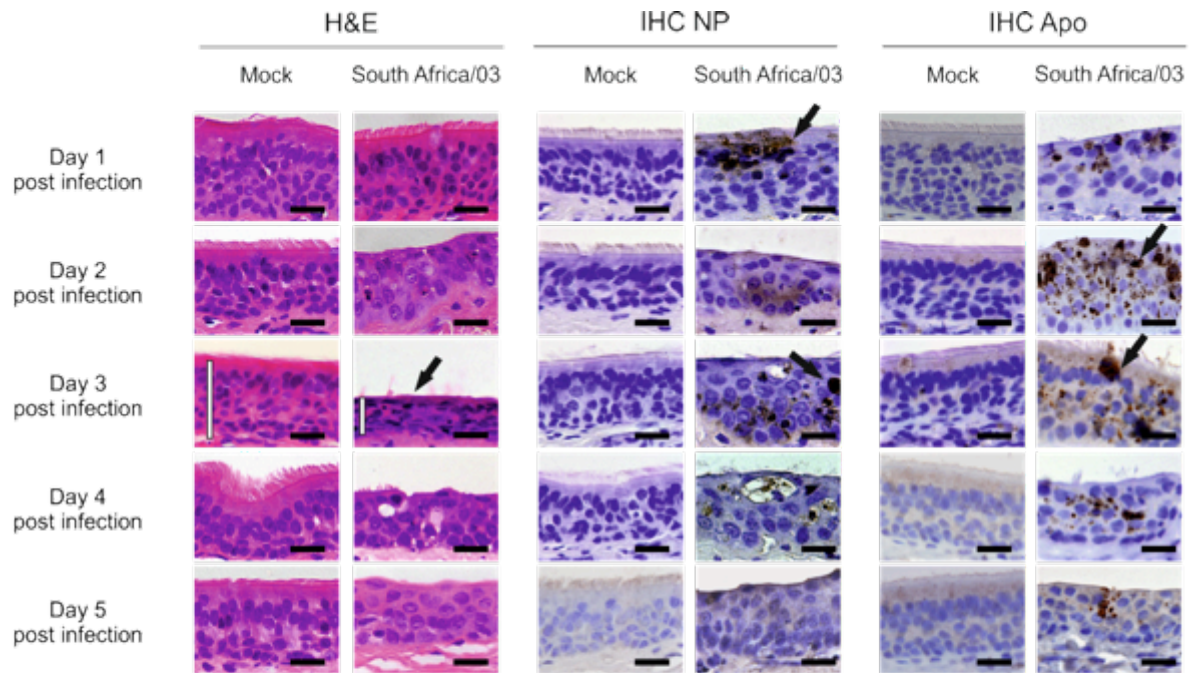 H&E IHC NP IHC Apo
Mock South Africa/03 Mock South Africa/03 Mock South Africa/03
Day 1
post infection
Day 2
post infection
Day 3
post infection
Day 4
post infection
Day 5
post infection